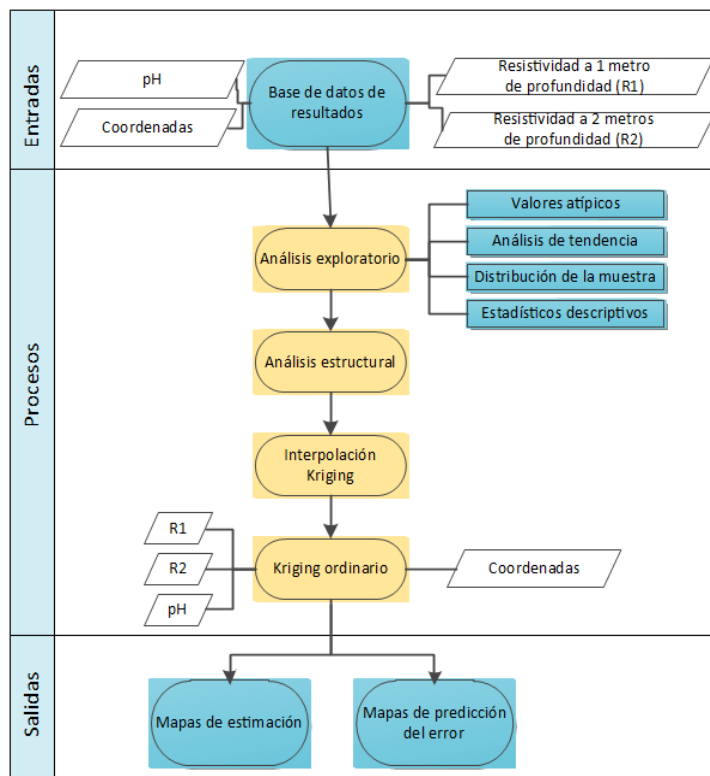 Entradas
pH
Coordenadas
Base de datos de
resultados
Resistividad a 1 metro
de profundidad (R1)
Resistividad a 2 metros
de profundidad (R2)
Procesos
Análisis exploratorio
Valores atípicos
Análisis de tendencia
Distribución de la muestra
Estadísticos descriptivos
Análisis estructural
Interpolación
Kriging
R1
R2
pH
Kriging ordinario
Coordenadas
Salidas
Mapas de estimación
Mapas de predicción
del error